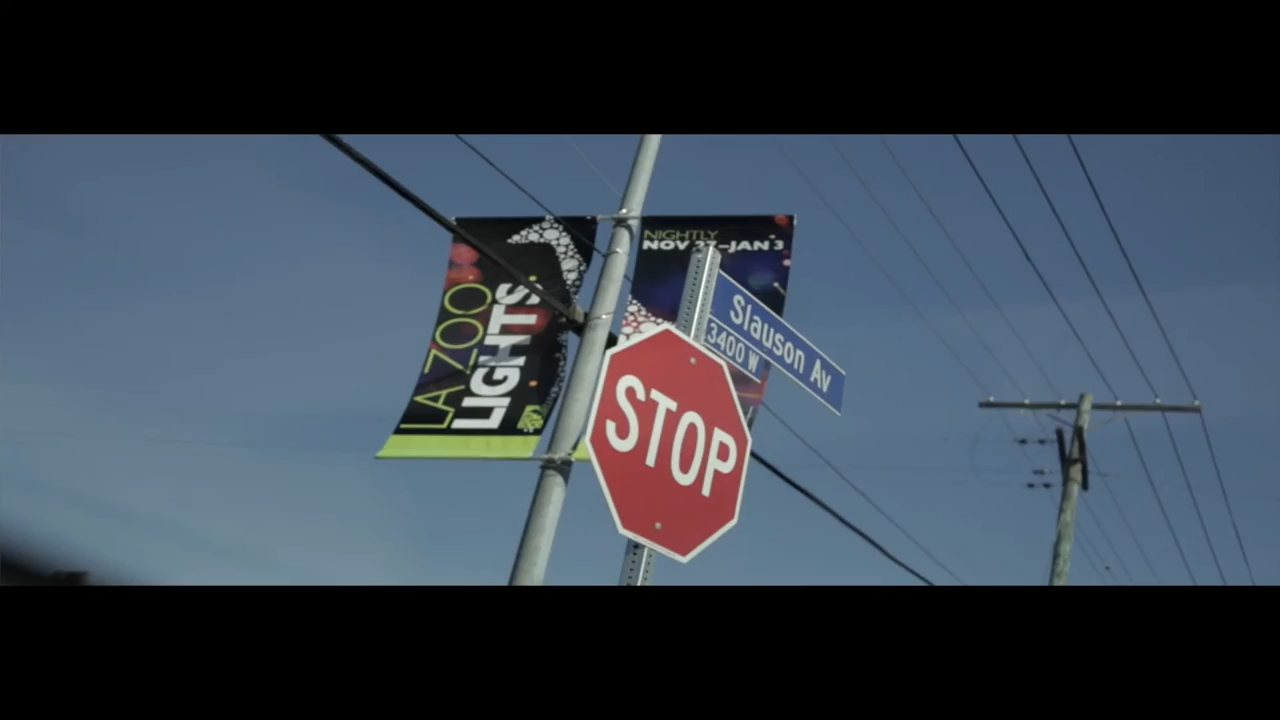 LA ZOO
LIGHTS
NIGHTLY
NOV 27–JAN 3
Slauson Av
3400 W
STOP